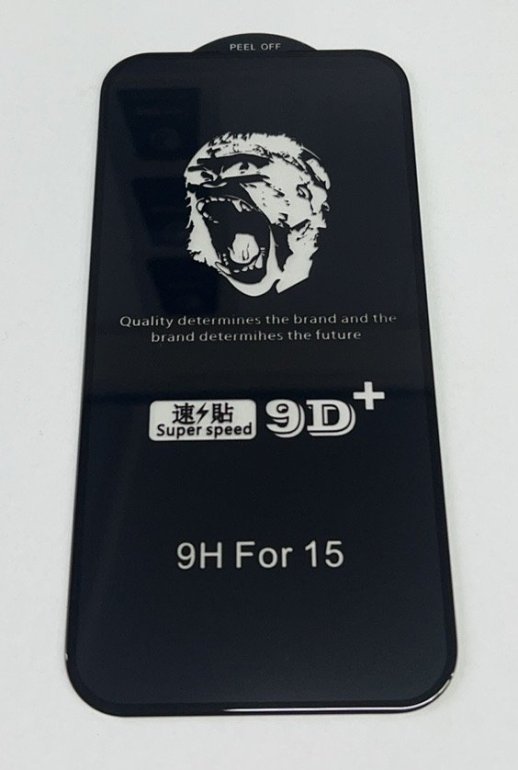 PEEL OFF
Quality determines the brand and the
brand determihes the future
速⚡貼
Super speed
9D+
9H For 15